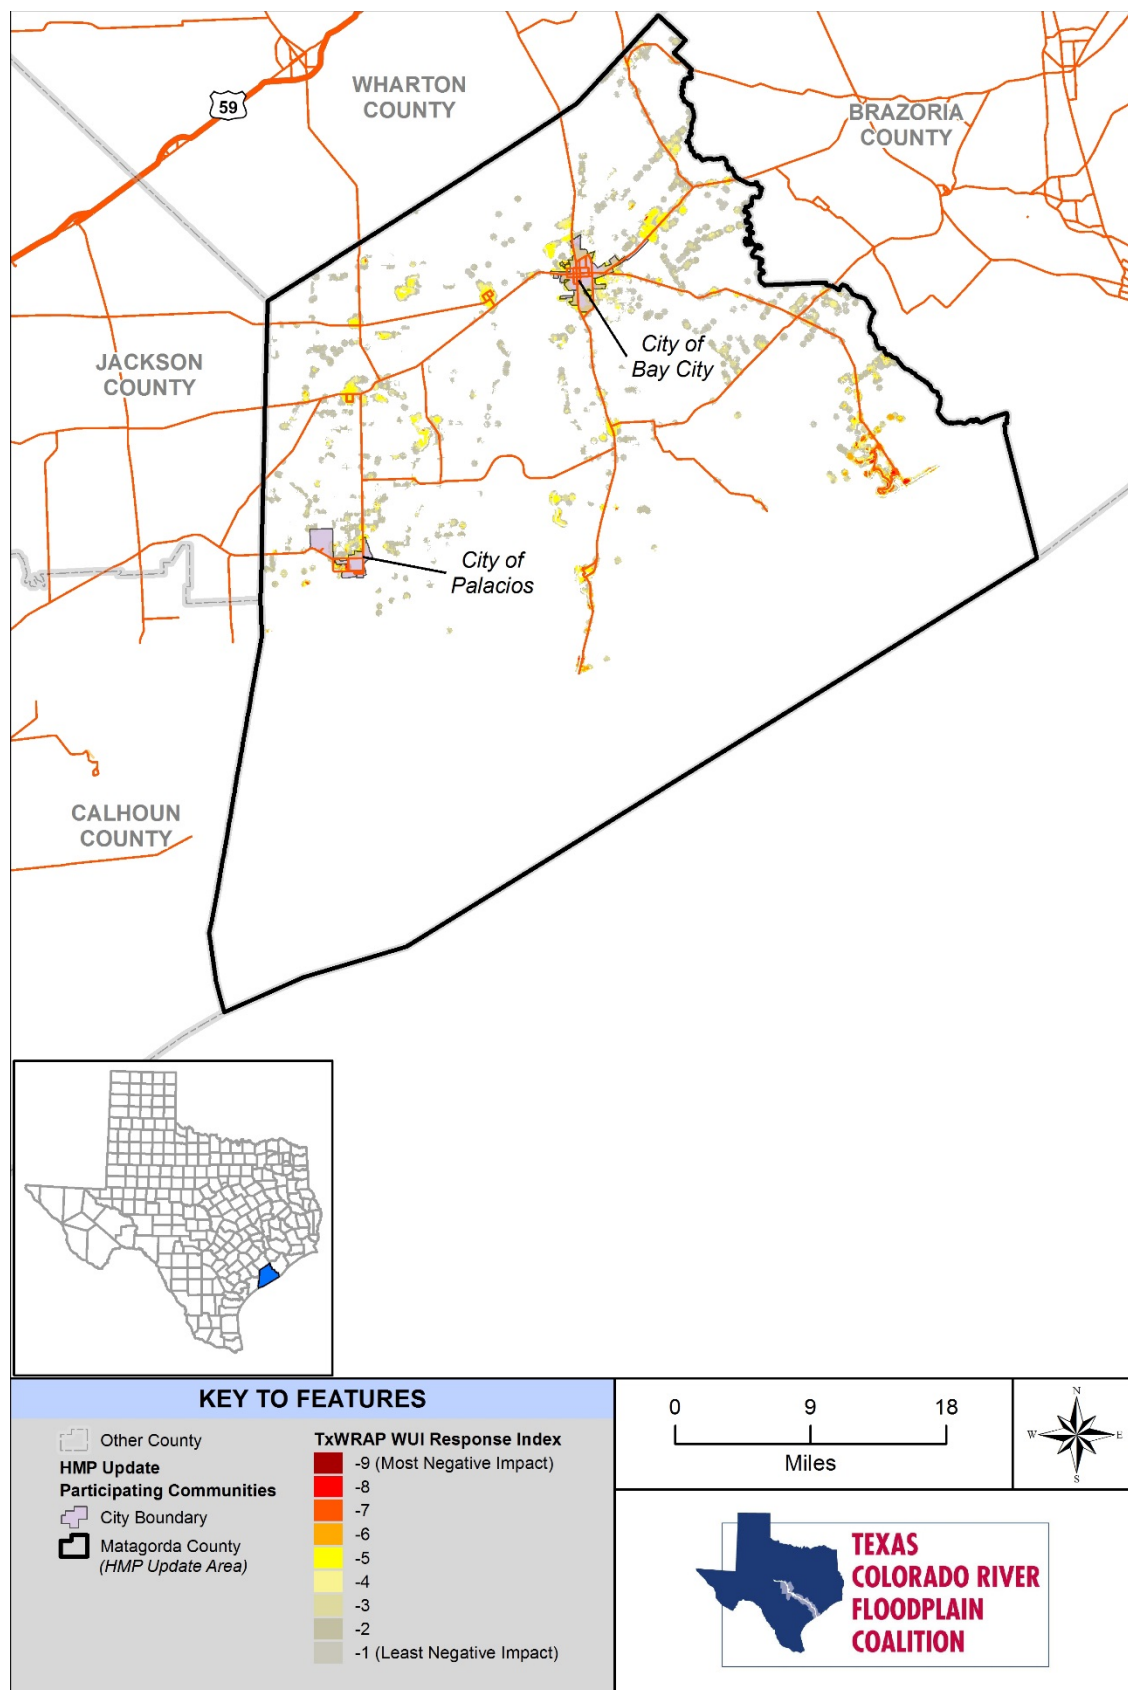 WHARTON
COUNTY
59
BRAZORIA
COUNTY
City of
Bay City
JACKSON
COUNTY
City of
Palacios
CALHOUN
COUNTY
KEY TO FEATURES
Other County
HMP Update
Participating Communities
City Boundary
Matagorda County
(HMP Update Area)
TxWRAP WUI Response Index
-9 (Most Negative Impact)
-8
-7
-6
-5
-4
-3
-2
-1 (Least Negative Impact)
0 9 18
Miles
N
W E
S
TEXAS
COLORADO RIVER
FLOODPLAIN
COALITION